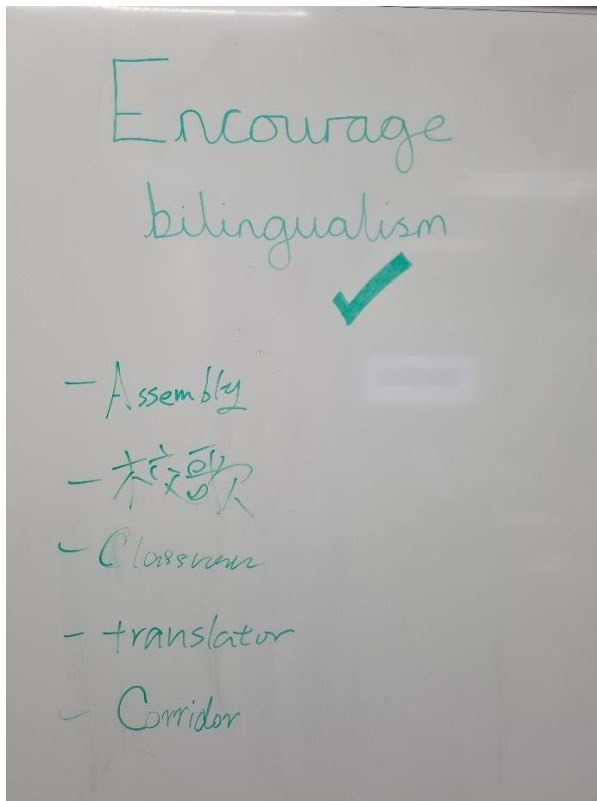 Encourage
bilingualism
✓
- Assembly
- 校歌
- Classroom
- translator
- Corridor